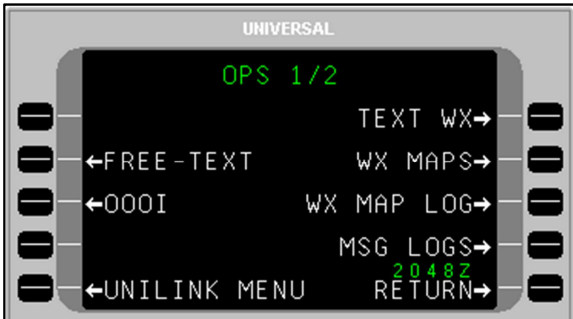 UNIVERSAL
OPS 1/2
TEXT WX→
←FREE-TEXT WX MAPS→
←OOOI WX MAP LOG→
MSG LOGS→
2048Z
←UNILINK MENU RETURN→